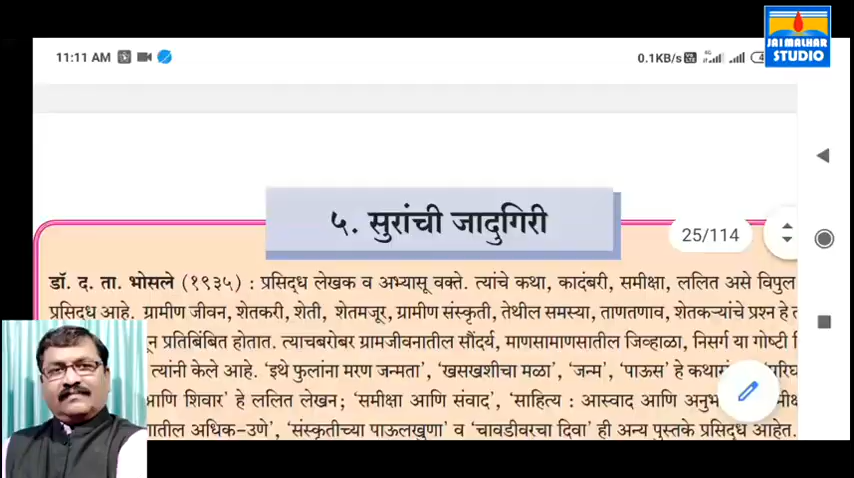 JAI MALHAR
STUDIO
11:11 AM
0.1KB/s
25/114
५. सुरांची जादुगिरी
डॉ. द. ता. भोसले (१९३५) : प्रसिद्ध लेखक व अभ्यासू वक्ते. त्यांचे कथा, कादंबरी, समीक्षा, ललित असे विपुल
प्रसिद्ध आहे. ग्रामीण जीवन, शेतकरी, शेती, शेतमजूर, ग्रामीण संस्कृती, तेथील समस्या, ताणतणाव, शेतकऱ्यांचे प्रश्न हे
प्रतिबिंबित होतात. त्याचबरोबर ग्रामजीवनातील सौंदर्य, माणसामाणसातील जिव्हाळा, निसर्ग या गोष्टी
त्यांनी केले आहे. ‘इथे फुलांना मरण जन्मता’, ‘खसखशीचा मळा’, ‘जन्म’, ‘पाऊस’ हे
आणि शिवार’ हे ललित लेखन; ‘समीक्षा आणि संवाद’, ‘साहित्य : आस्वाद आणि
अधिक-उणे’, ‘संस्कृतीच्या पाऊलखुणा’ व ‘चावडीवरचा दिवा’ ही अन्य पुस्तके प्रसिद्ध आहेत.